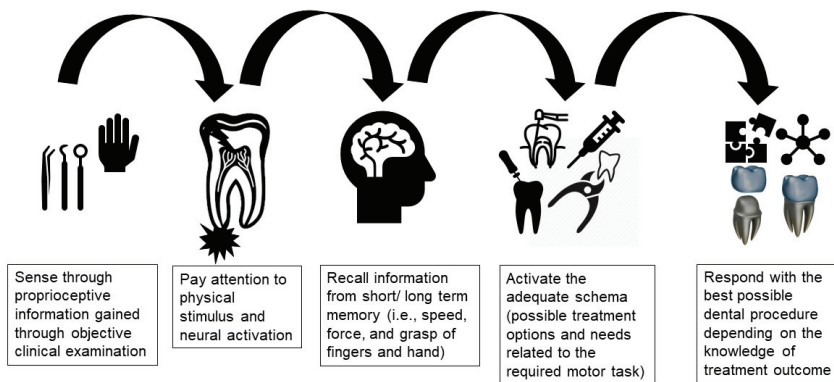 Sense through
proprioceptive
information gained
through objective
clinical examination
Pay attention to
physical
stimulus and
neural activation
Recall information
from short/ long term
memory (i.e., speed,
force, and grasp of
fingers and hand)
Activate the
adequate schema
(possible treatment
options and needs
related to the
required motor task)
Respond with the
best possible
dental procedure
depending on the
knowledge of
treatment outcome